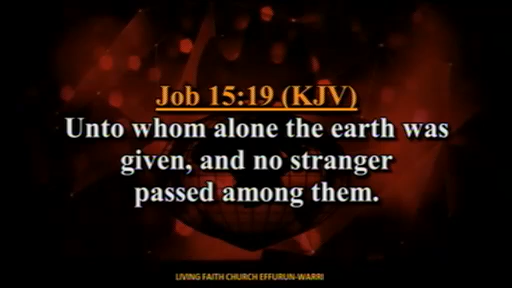 Job 15:19 (KJV)
Unto whom alone the earth was
given, and no stranger
passed among them.
LIVING FAITH CHURCH EFFURUN-WARRI